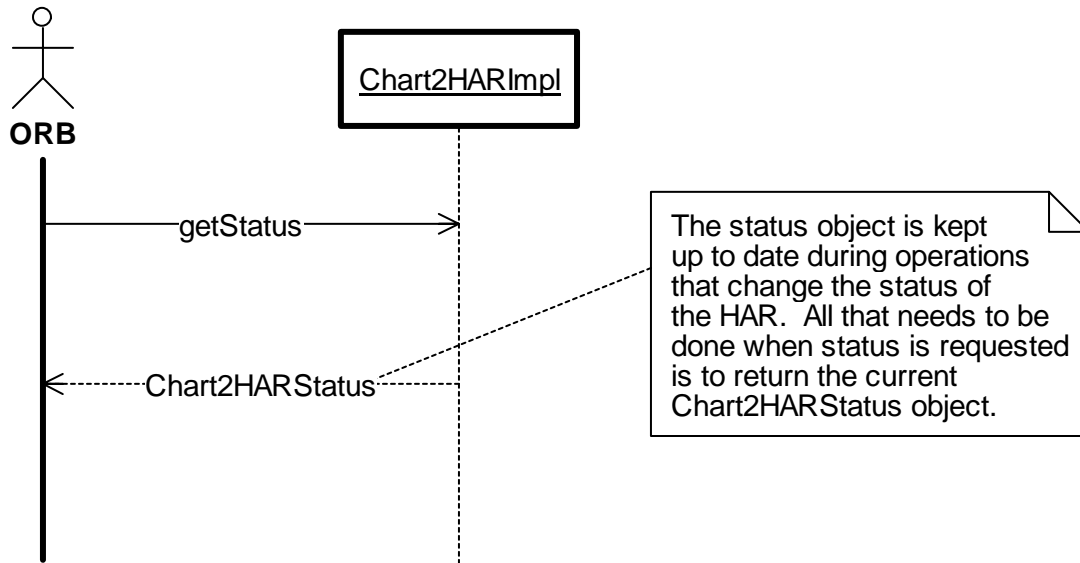 Chart2HARImpl
ORB
getStatus
The status object is kept
up to date during operations
that change the status of
the HAR.  All that needs to be
done when status is requested
is to return the current
Chart2HARStatus object.
Chart2HARStatus